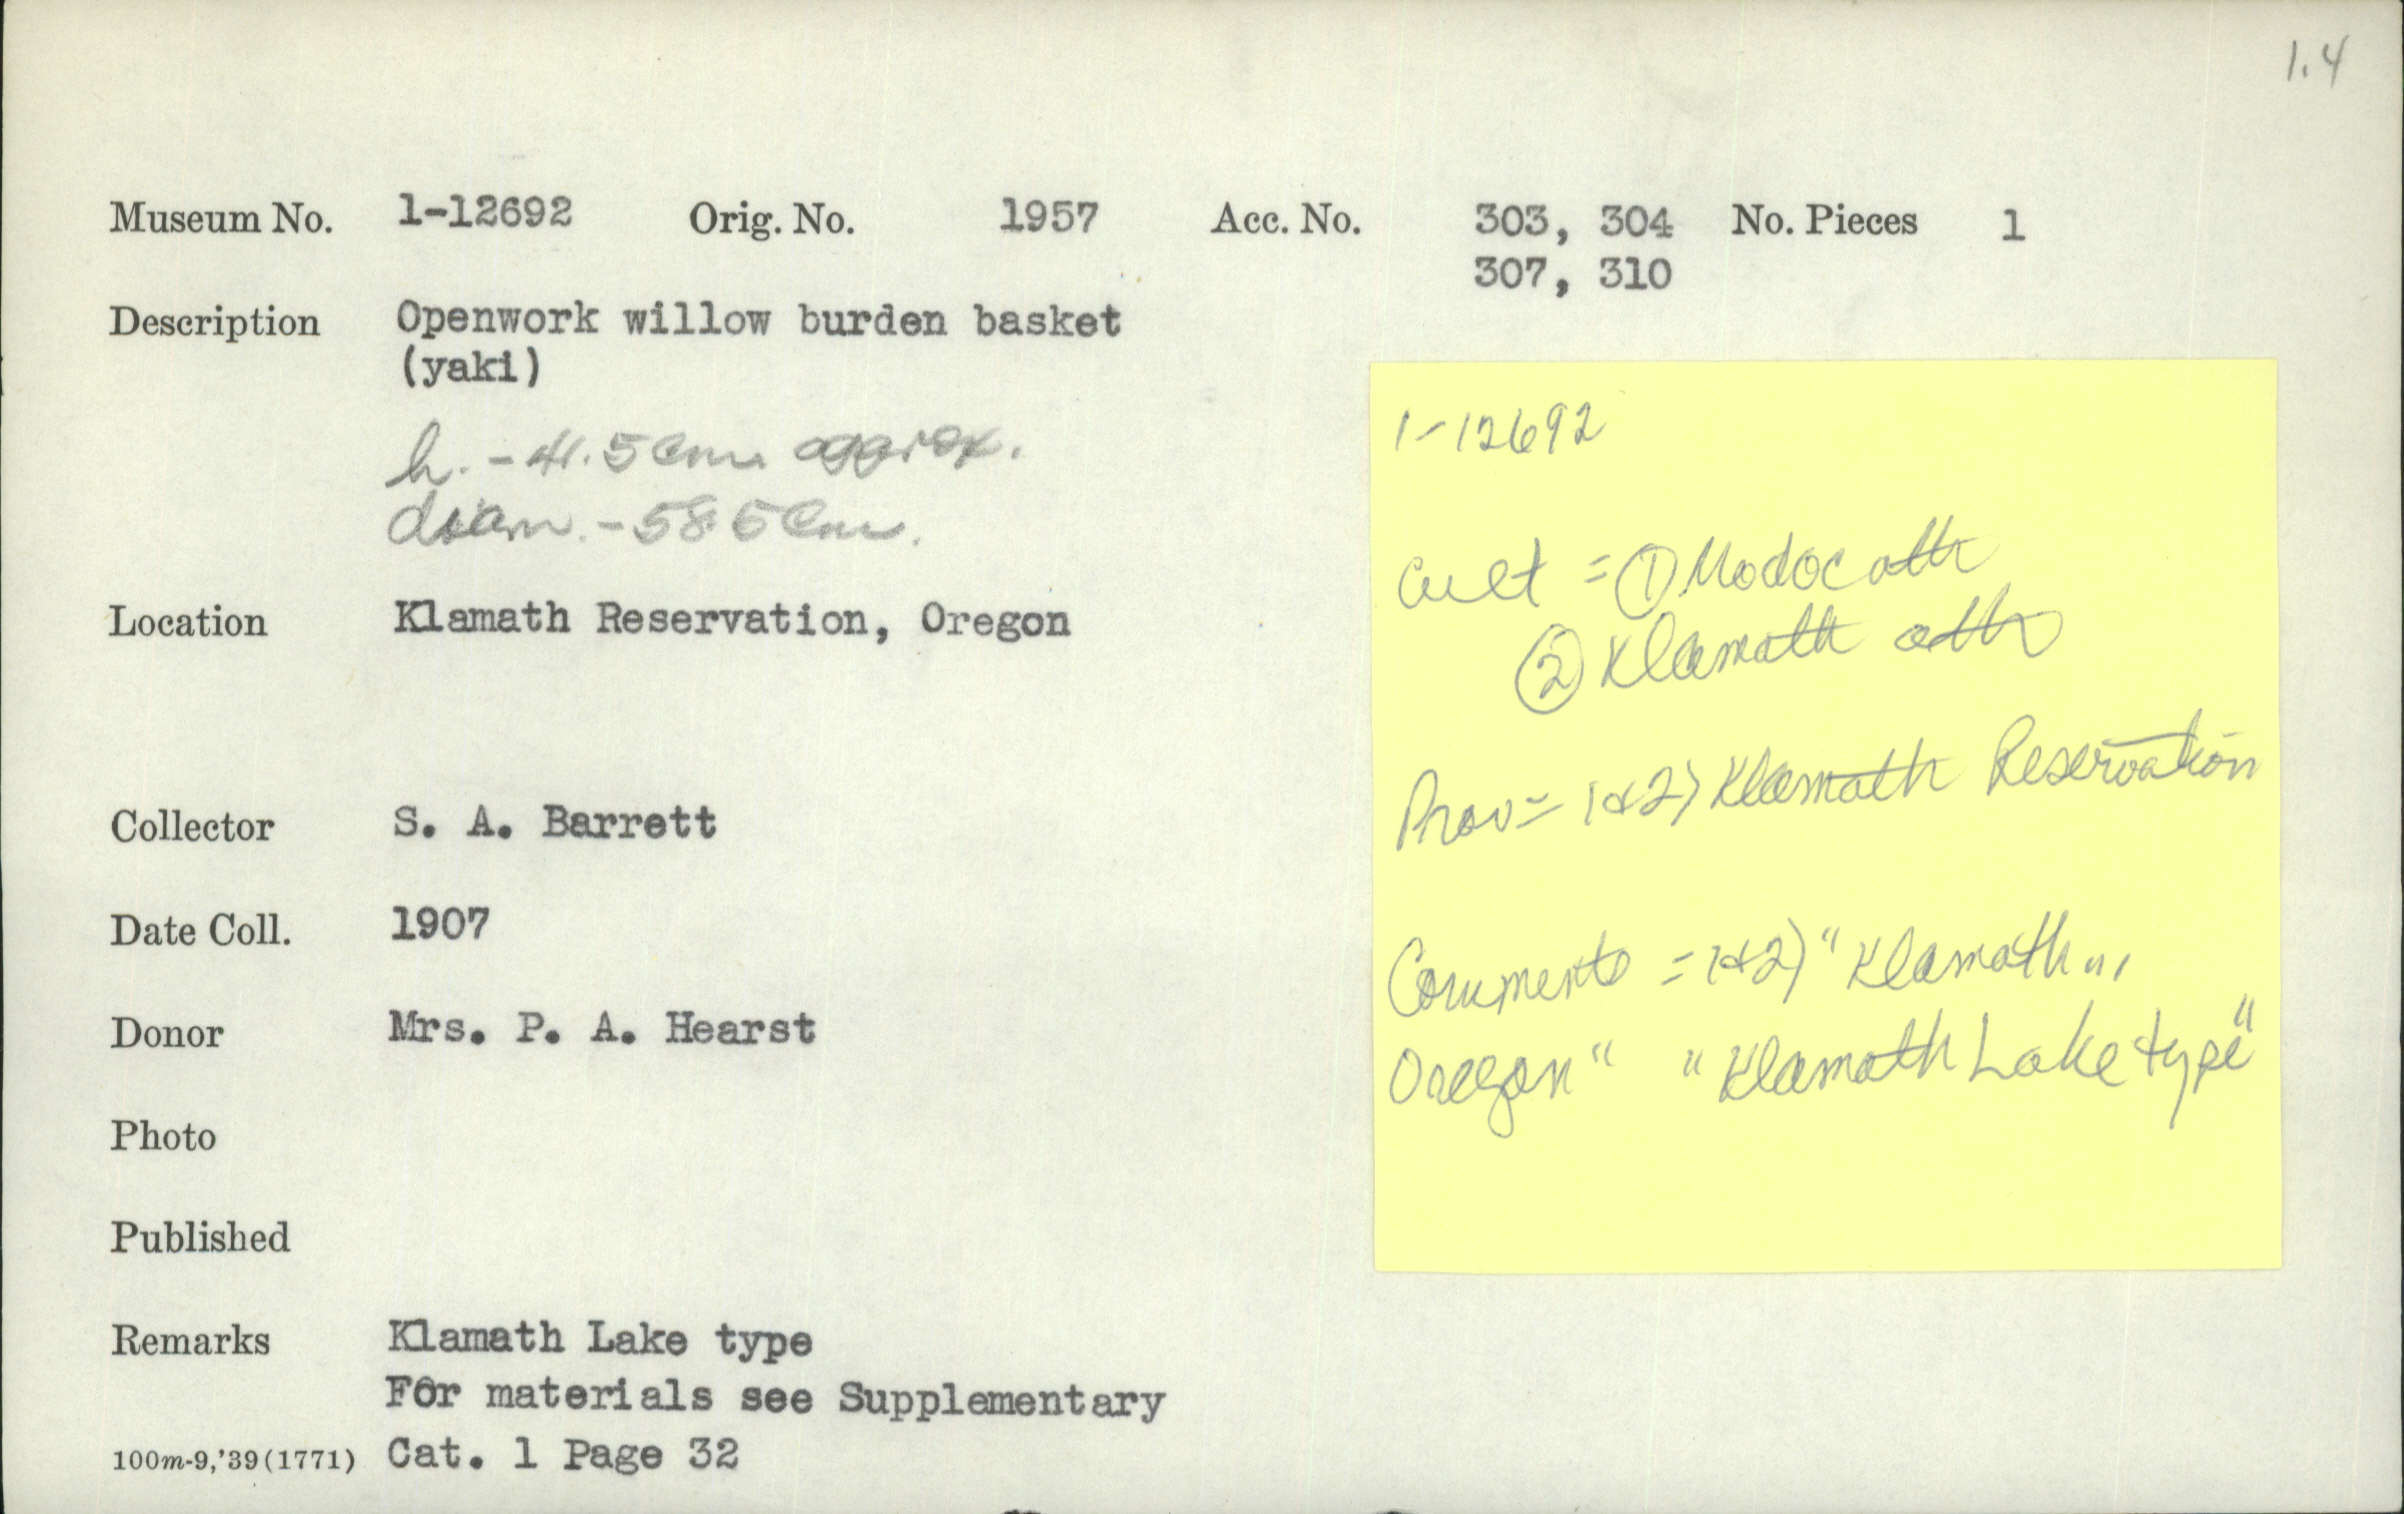 1.4
Museum No. 1-12692 Orig. No. 1957 Acc. No. 303, 304 No. Pieces 1
307, 310
Description Openwork willow burden basket
(yaki)
h. - 41.5 cm approx.
diam. - 58.5 cm.
Location Klamath Reservation, Oregon
Collector S. A. Barrett
Date Coll. 1907
Donor Mrs. P. A. Hearst
Photo
Published
Remarks Klamath Lake type
For materials see Supplementary
100m-9,'39(1771) Cat. 1 Page 32
1-12692
Cult = ① Modoc attr
② Klamath attr
Prov = 1&2) Klamath Reservation
Comments = 1&2) "Klamath...
Oregon" "Klamath Lake type"